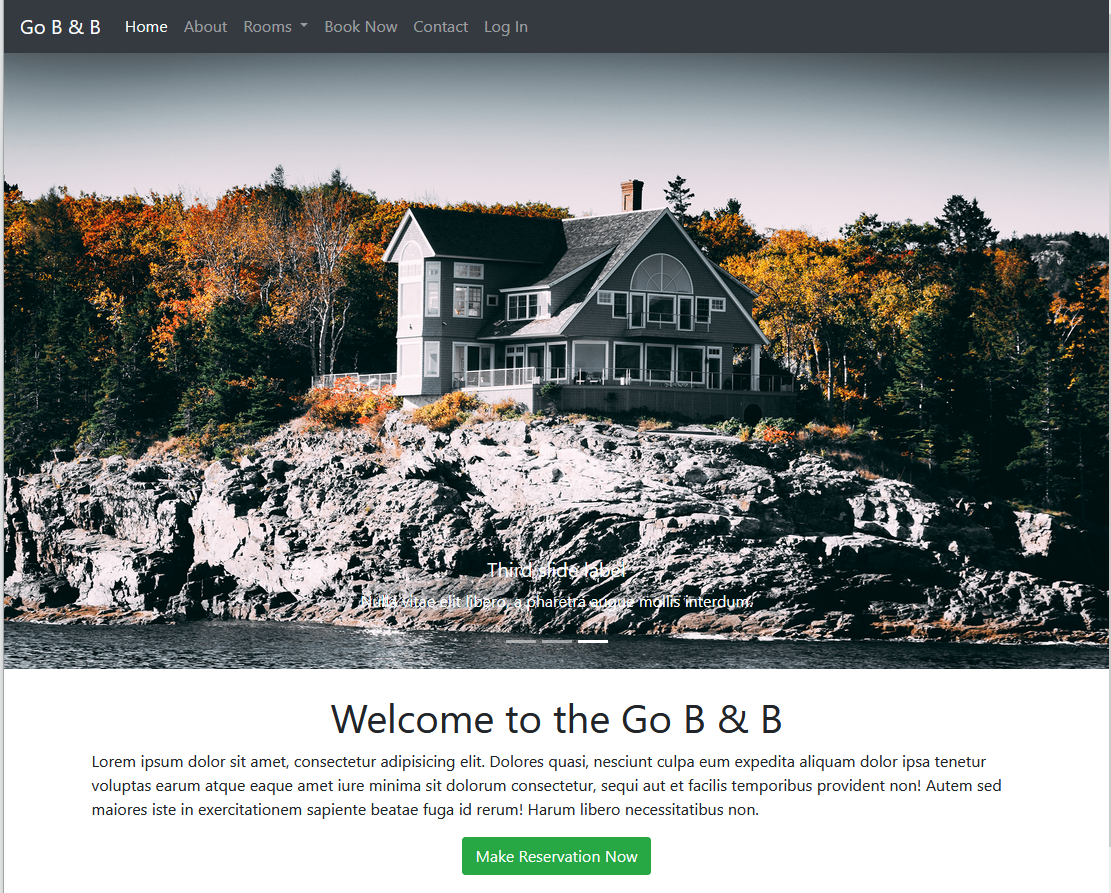 Go B & B Home About Rooms Book Now Contact Log In
Third slide label
Nulla vitae elit libero, a pharetra augue mollis interdum.
Welcome to the Go B & B
Lorem ipsum dolor sit amet, consectetur adipisicing elit. Dolores quasi, nesciunt culpa eum expedita aliquam dolor ipsa tenetur
voluptas earum atque eaque amet iure minima sit dolorum consectetur, sequi aut et facilis temporibus provident non! Autem sed
maiores iste in exercitationem sapiente beatae fuga id rerum! Harum libero necessitatibus non.
Make Reservation Now